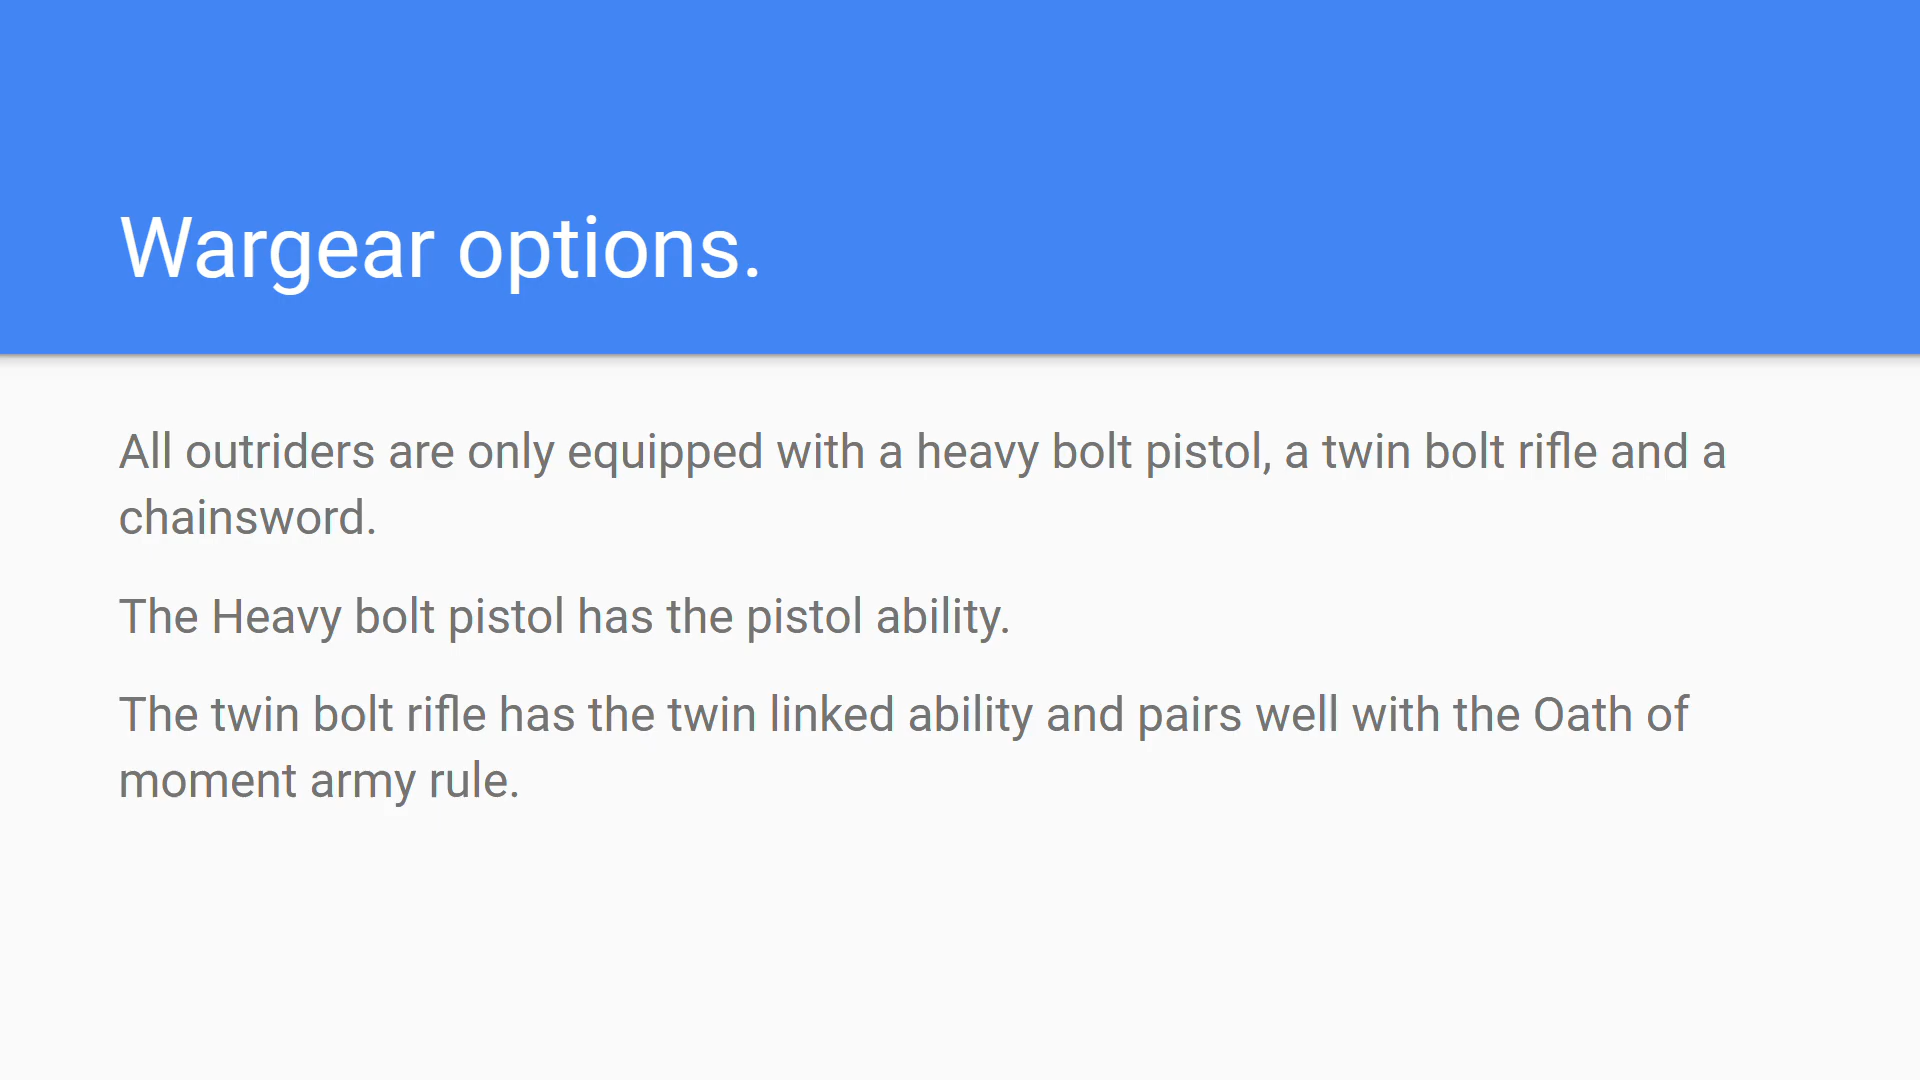 Wargear options.
All outriders are only equipped with a heavy bolt pistol, a twin bolt rifle and a
chainsword.
The Heavy bolt pistol has the pistol ability.
The twin bolt rifle has the twin linked ability and pairs well with the Oath of
moment army rule.